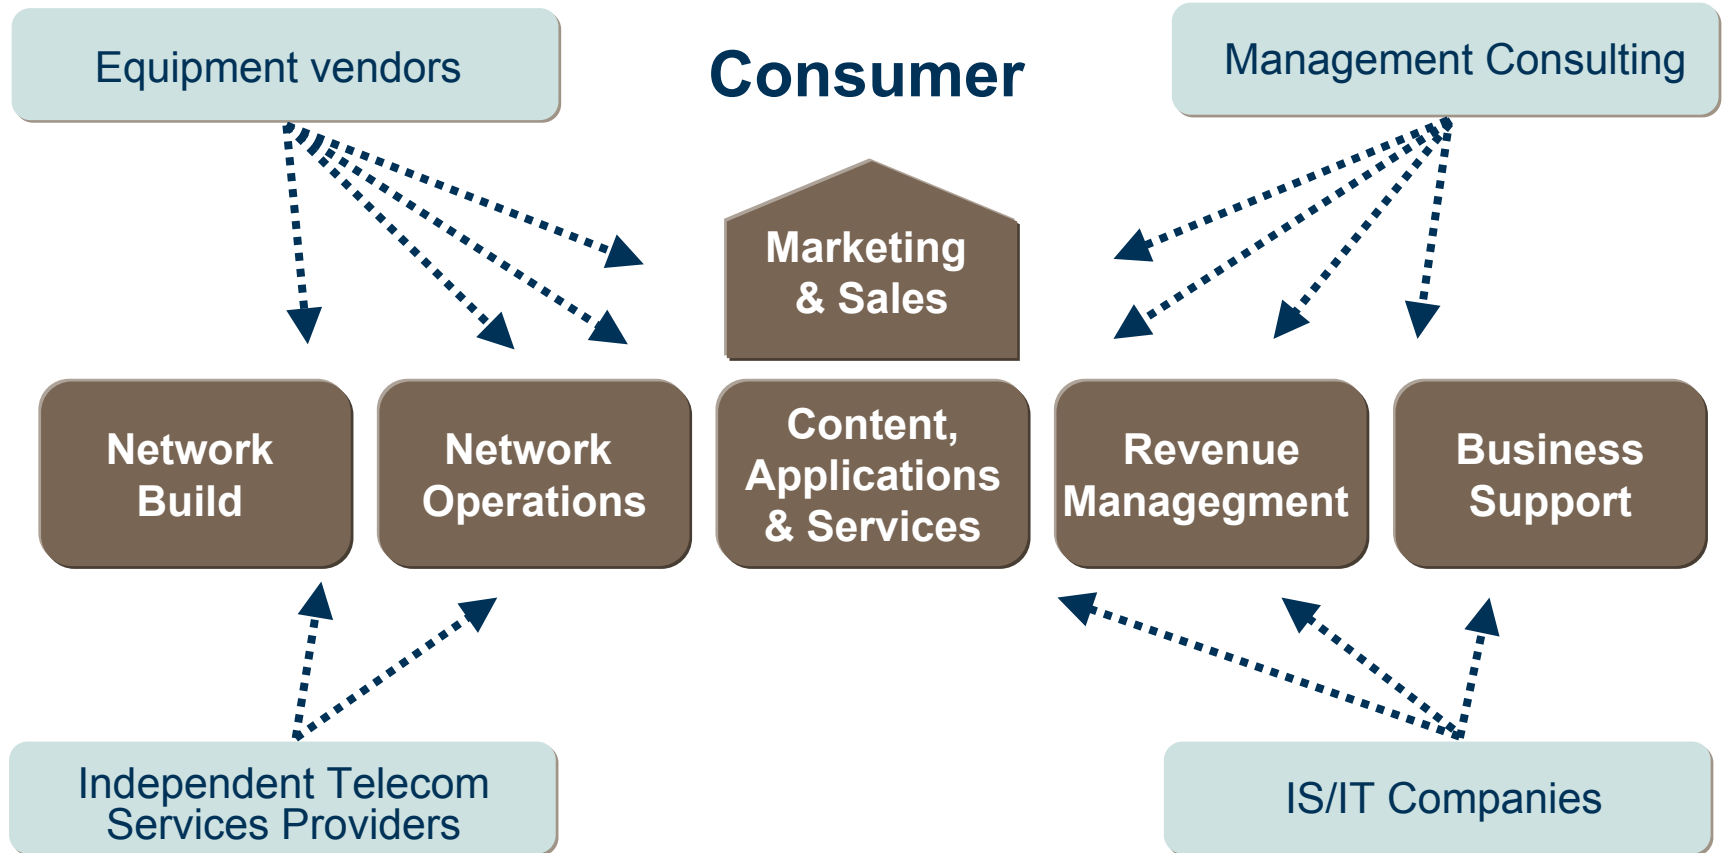 Equipment vendors
Consumer
Management Consulting
Marketing
& Sales
Network
Build
Network
Operations
Content,
Applications
& Services
Revenue
Managegment
Business
Support
Independent Telecom
Services Providers
IS/IT Companies